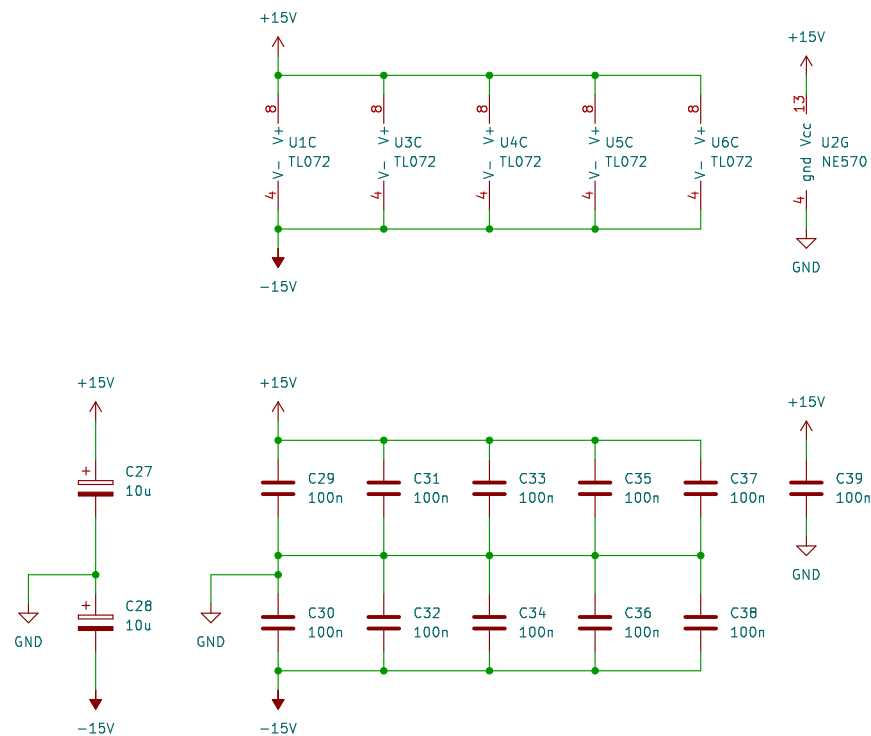 +15V
+15V
8
8
8
8
8
13
V+
V+
V+
V+
V+
Vcc
U1C
U3C
U4C
U5C
U6C
U2G
TL072
TL072
TL072
TL072
TL072
NE570
V-
V-
V-
V-
V-
gnd
4
4
4
4
4
4
-15V
GND
+15V
+15V
+15V
+
C27
10u
C29
100n
C31
100n
C33
100n
C35
100n
C37
100n
C39
100n
GND
+
C28
10u
GND
GND
C30
100n
C32
100n
C34
100n
C36
100n
C38
100n
-15V
-15V